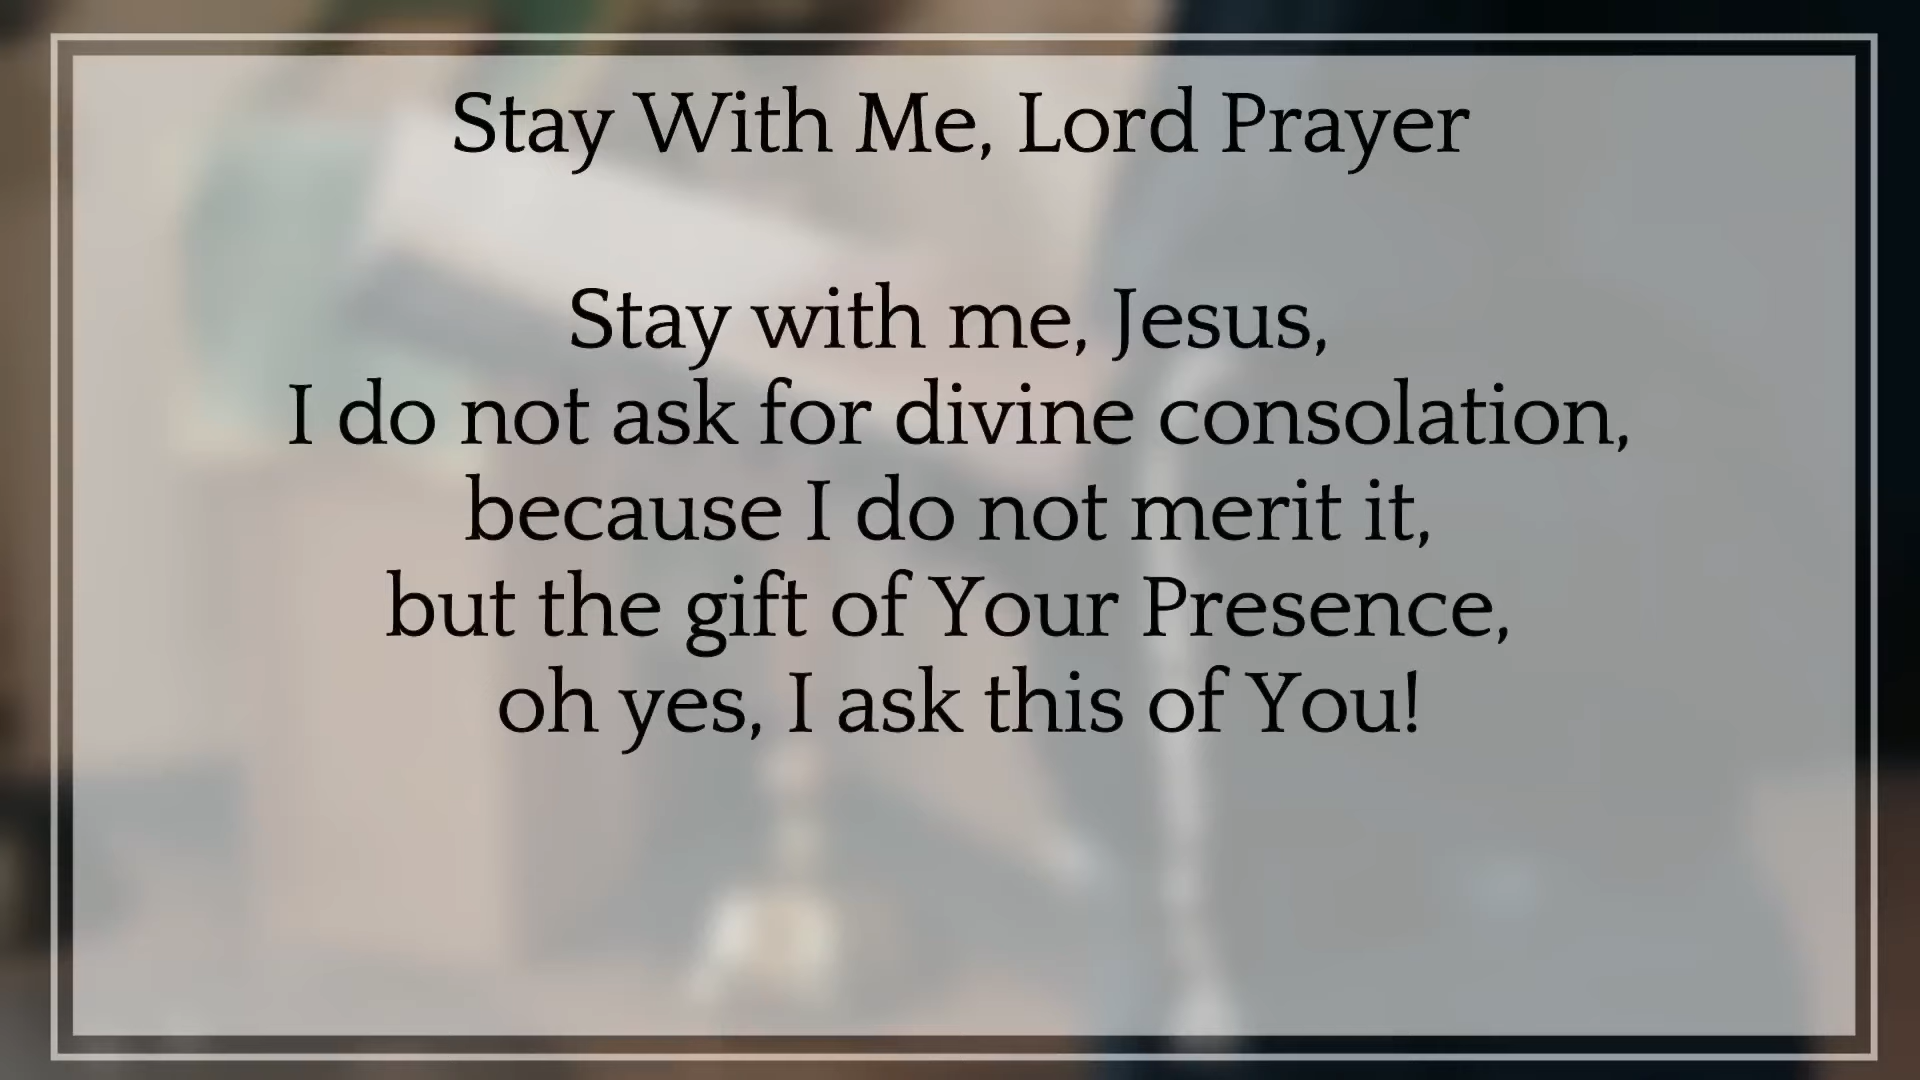 Stay With Me, Lord Prayer
Stay with me, Jesus,
I do not ask for divine consolation,
because I do not merit it,
but the gift of Your Presence,
oh yes, I ask this of You!